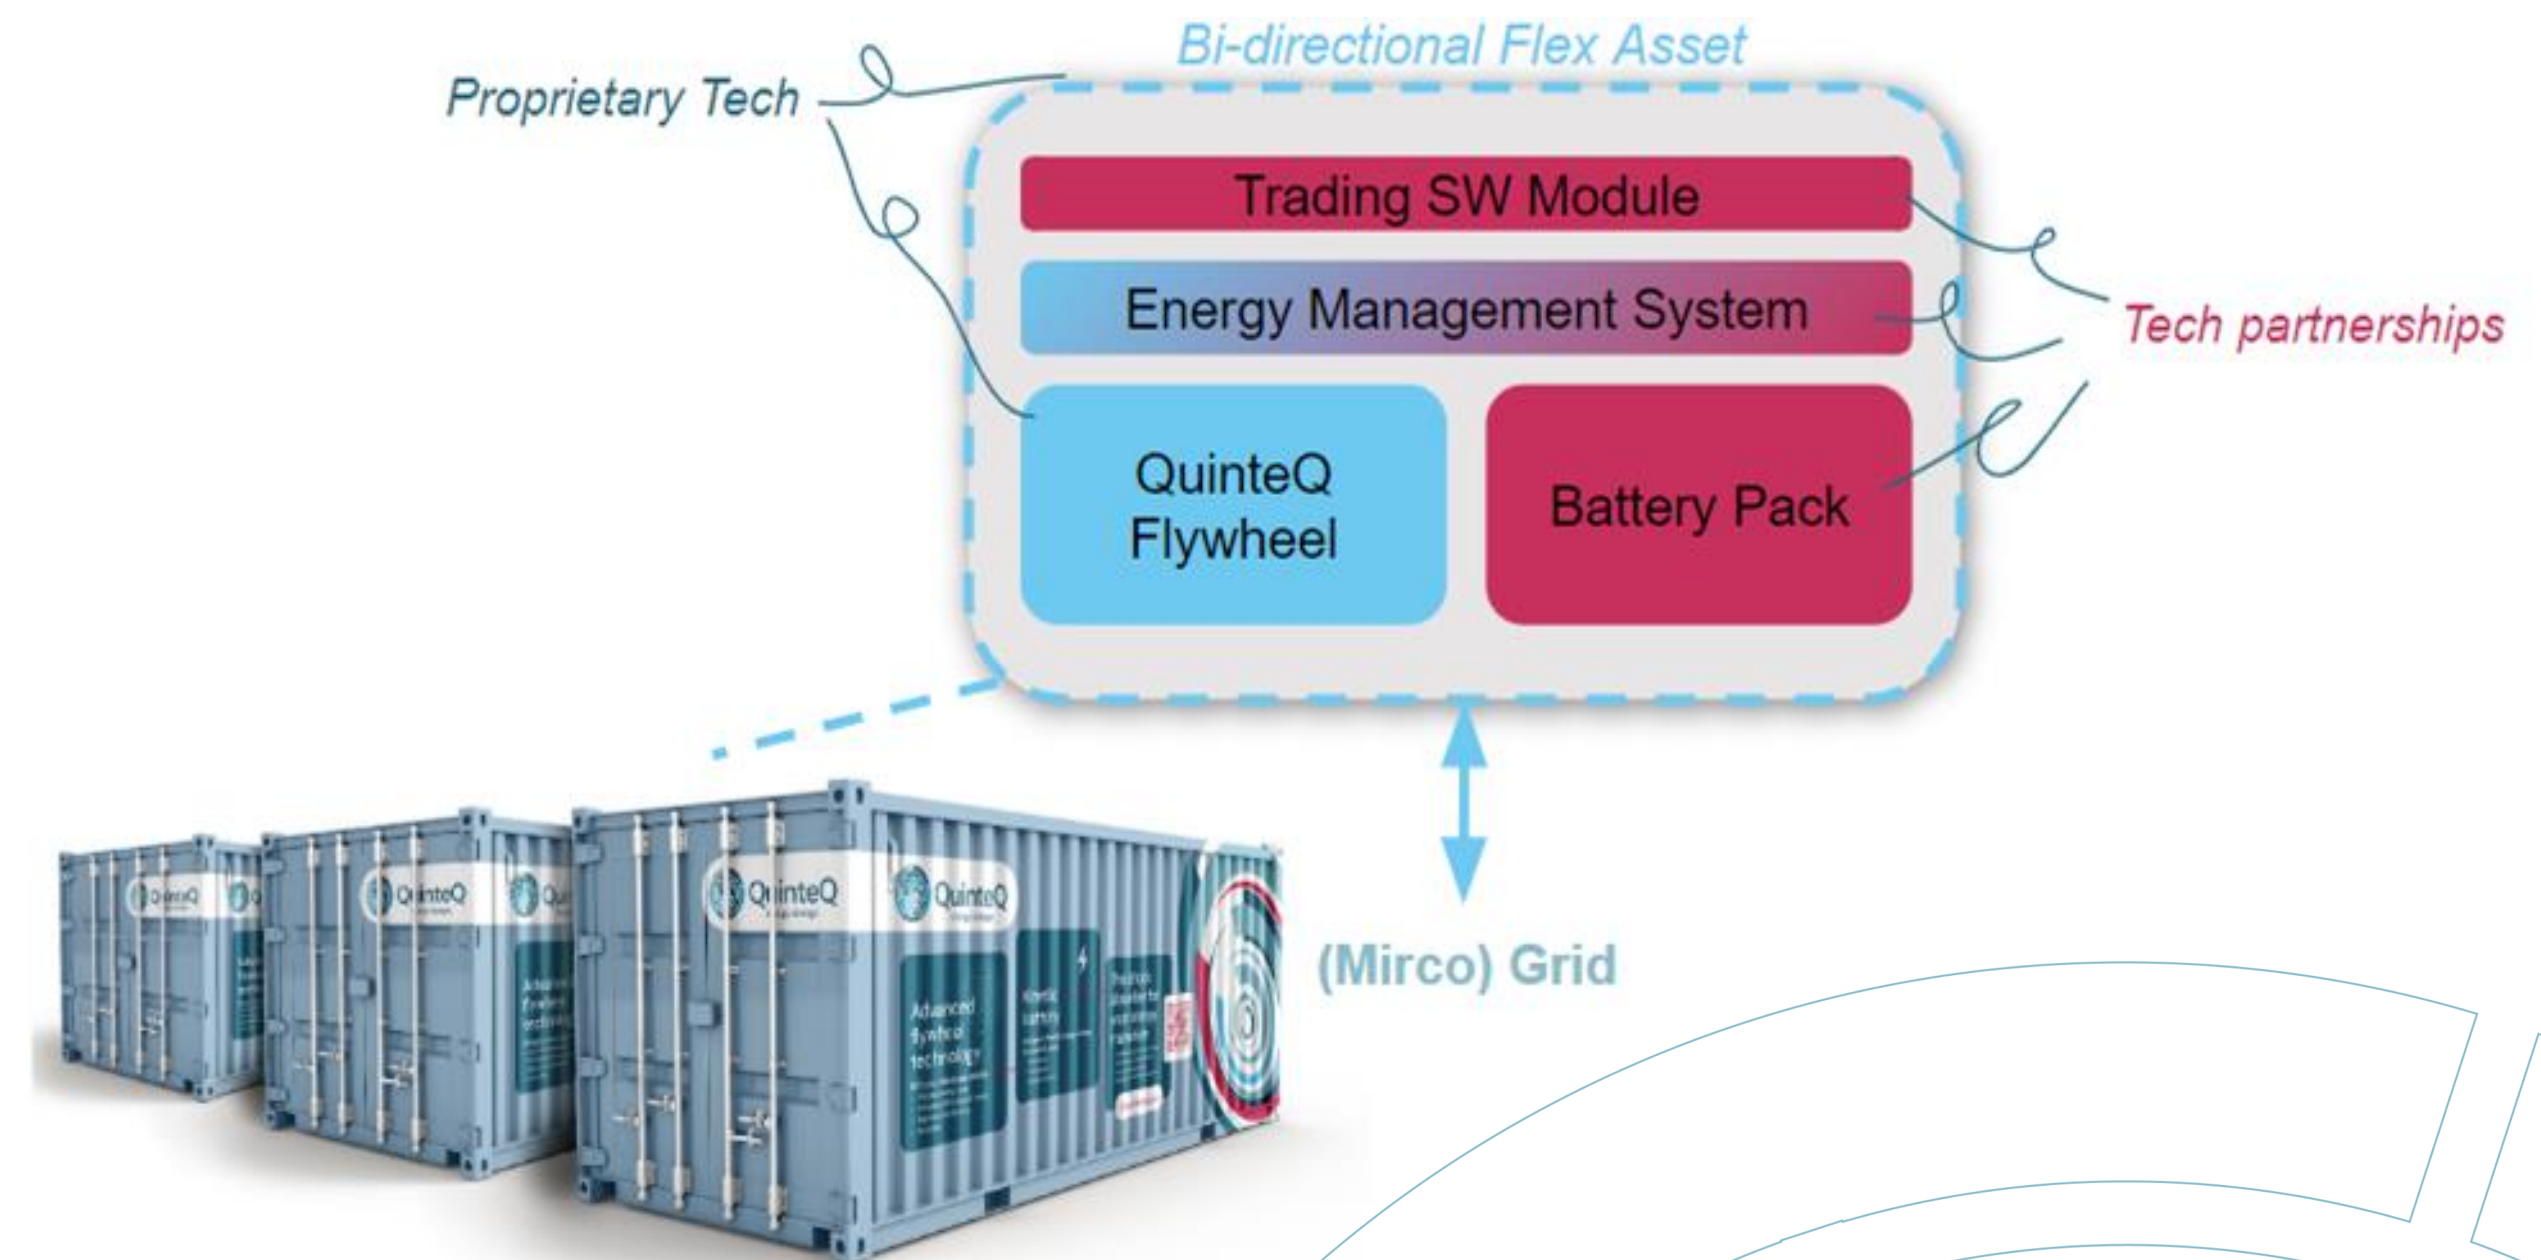 Bi-directional Flex Asset
Proprietary Tech
Trading SW Module
Energy Management System
Tech partnerships
QuinteQ
Flywheel
Battery Pack
(Mirco) Grid
QuinteQ
QuinteQ
QuinteQ
QuinteQ
Advanced
flywheel
technology